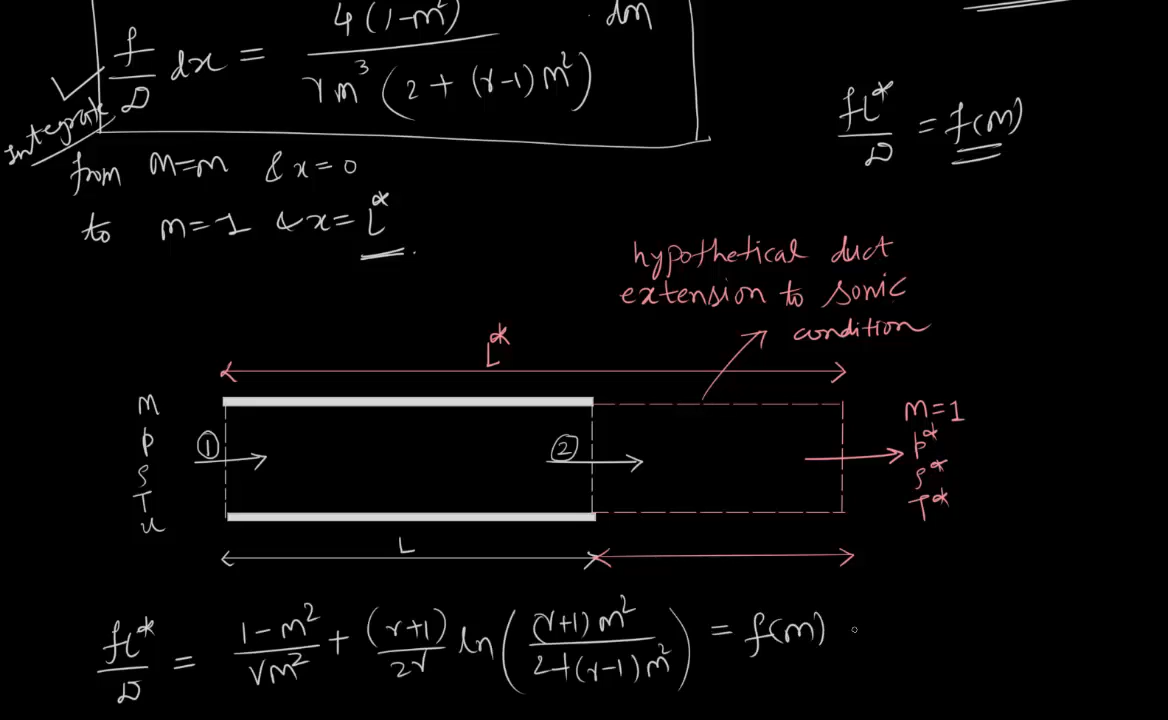 f/D dx = 4(1-M²) / γM³(2+(γ-1)M²) · dM
Integrate
from M=M & x=0
to M=1 & x=L*
fL*/D = f(M)
hypothetical duct
extension to sonic
condition
L*
M
P
ρ
T
u
①
②
M=1
P*
ρ*
T*
L
fL*/D = 1-M²/γM² + (γ+1)/2γ ln((γ+1)M²/2+(γ-1)M²) = f(M)